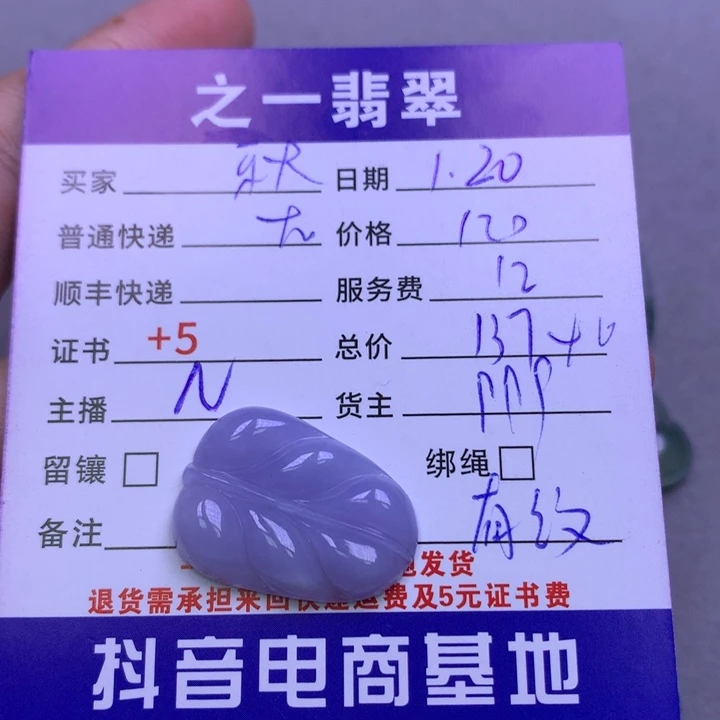 之一翡翠
买家 秋 日期 1.20
普通快递 价格 120
顺丰快递 服务费 12
证书 +5 总价 137
主播 N 货主
留镶 绑绳
备注 有纹
发货
退货需承担来回快递运费及5元证书费
抖音电商基地